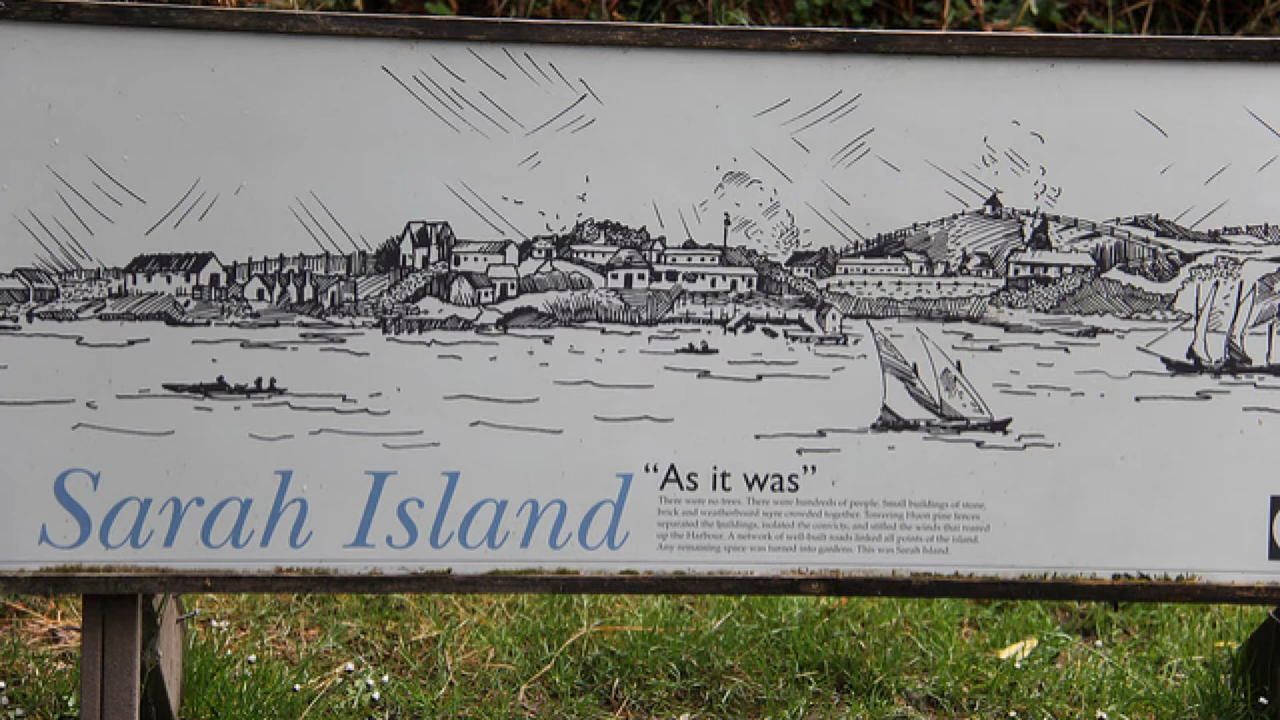 Sarah Island
"As it was"
There were no trees. There were hundreds of people. Small buildings of stone,
brick and weatherboard were crowded together. Towering Huon pine fences
separated the buildings, isolated the convicts, and stilled the winds that roared
up the Harbour. A network of well-built roads linked all points of the island.
Any remaining space was turned into gardens. This was Sarah Island.